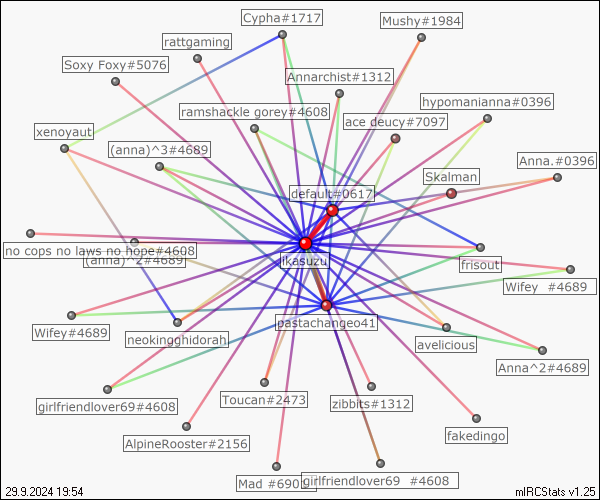 Cypha#1717
Mushy#1984
rattgaming
Soxy Foxy#5076
Annarchist#1312
hypomanianna#0396
ramshackle gorey#4608
ace deucy#7097
xenoyaut
(anna)^3#4689
Anna.#0396
Skalman
default#0617
no cops no laws no hope#4608
(anna)^2#4689
ikasuzu
frisout
Wifey #4689
pastachangeo41
Wifey#4689
neokingghidorah
avelicious
Anna^2#4689
girlfriendlover69#4608
Toucan#2473
zibbits#1312
fakedingo
AlpineRooster#2156
Mad #690
girlfriendlover69 #4608
29.9.2024 19:54
mIRCStats v1.25